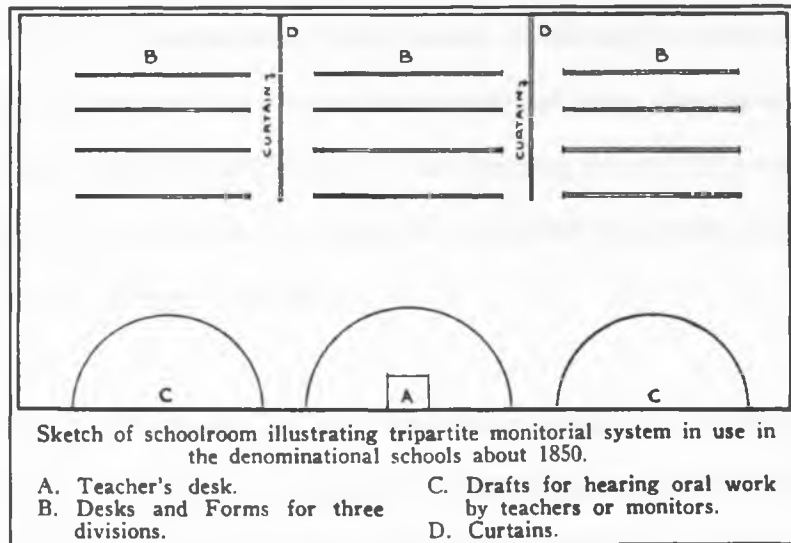 D
D
B
B
B
CURTAIN
CURTAIN
C
A
C
Sketch of schoolroom illustrating tripartite monitorial system in use in
the denominational schools about 1850.
A. Teacher's desk.
B. Desks and Forms for three
divisions.
C. Drafts for hearing oral work
by teachers or monitors.
D. Curtains.